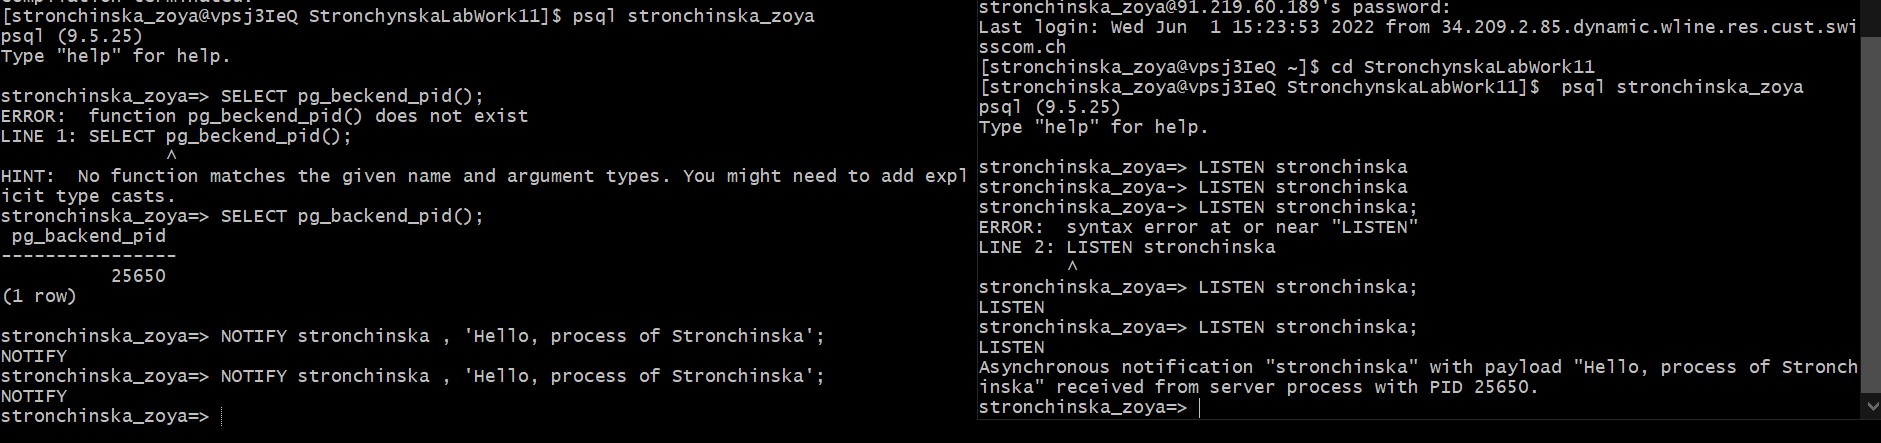 compilation terminated.
[stronchinska_zoya@vpsj3IeQ StronchynskaLabWork11]$ psql stronchinska_zoya
psql (9.5.25)
Type "help" for help.
stronchinska_zoya=> SELECT pg_beckend_pid();
ERROR:  function pg_beckend_pid() does not exist
LINE 1: SELECT pg_beckend_pid();
^
HINT:  No function matches the given name and argument types. You might need to add expl
icit type casts.
stronchinska_zoya=> SELECT pg_backend_pid();
pg_backend_pid
----------------
25650
(1 row)
stronchinska_zoya=> NOTIFY stronchinska , 'Hello, process of Stronchinska';
NOTIFY
stronchinska_zoya=> NOTIFY stronchinska , 'Hello, process of Stronchinska';
NOTIFY
stronchinska_zoya=>
stronchinska_zoya@91.219.60.189's password:
Last login: Wed Jun  1 15:23:53 2022 from 34.209.2.85.dynamic.wline.res.cust.swi
sscom.ch
[stronchinska_zoya@vpsj3IeQ ~]$ cd StronchynskaLabWork11
[stronchinska_zoya@vpsj3IeQ StronchynskaLabWork11]$  psql stronchinska_zoya
psql (9.5.25)
Type "help" for help.
stronchinska_zoya=> LISTEN stronchinska
stronchinska_zoya-> LISTEN stronchinska
stronchinska_zoya-> LISTEN stronchinska;
ERROR:  syntax error at or near "LISTEN"
LINE 2: LISTEN stronchinska
^
stronchinska_zoya=> LISTEN stronchinska;
LISTEN
stronchinska_zoya=> LISTEN stronchinska;
LISTEN
Asynchronous notification "stronchinska" with payload "Hello, process of Stronch
inska" received from server process with PID 25650.
stronchinska_zoya=>